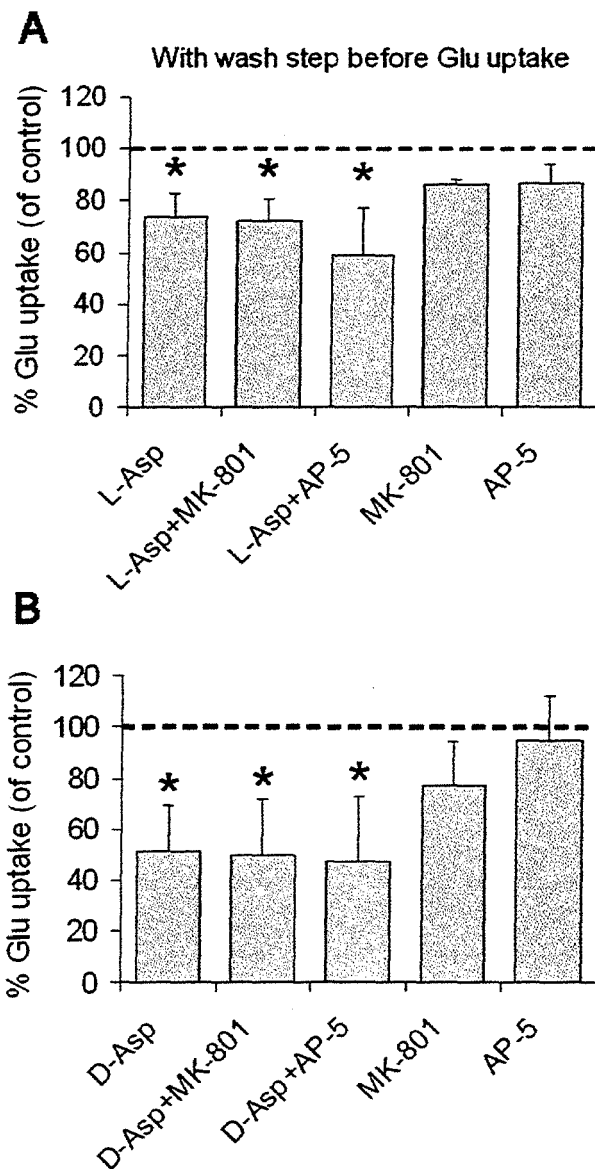 A
With wash step before Glu uptake
% Glu uptake (of control)
120
100
80
60
40
20
0
* * *
L-Asp
L-Asp+MK-801
L-Asp+AP-5
MK-801
AP-5
B
% Glu uptake (of control)
120
100
80
60
40
20
0
* * *
D-Asp
D-Asp+MK-801
D-Asp+AP-5
MK-801
AP-5